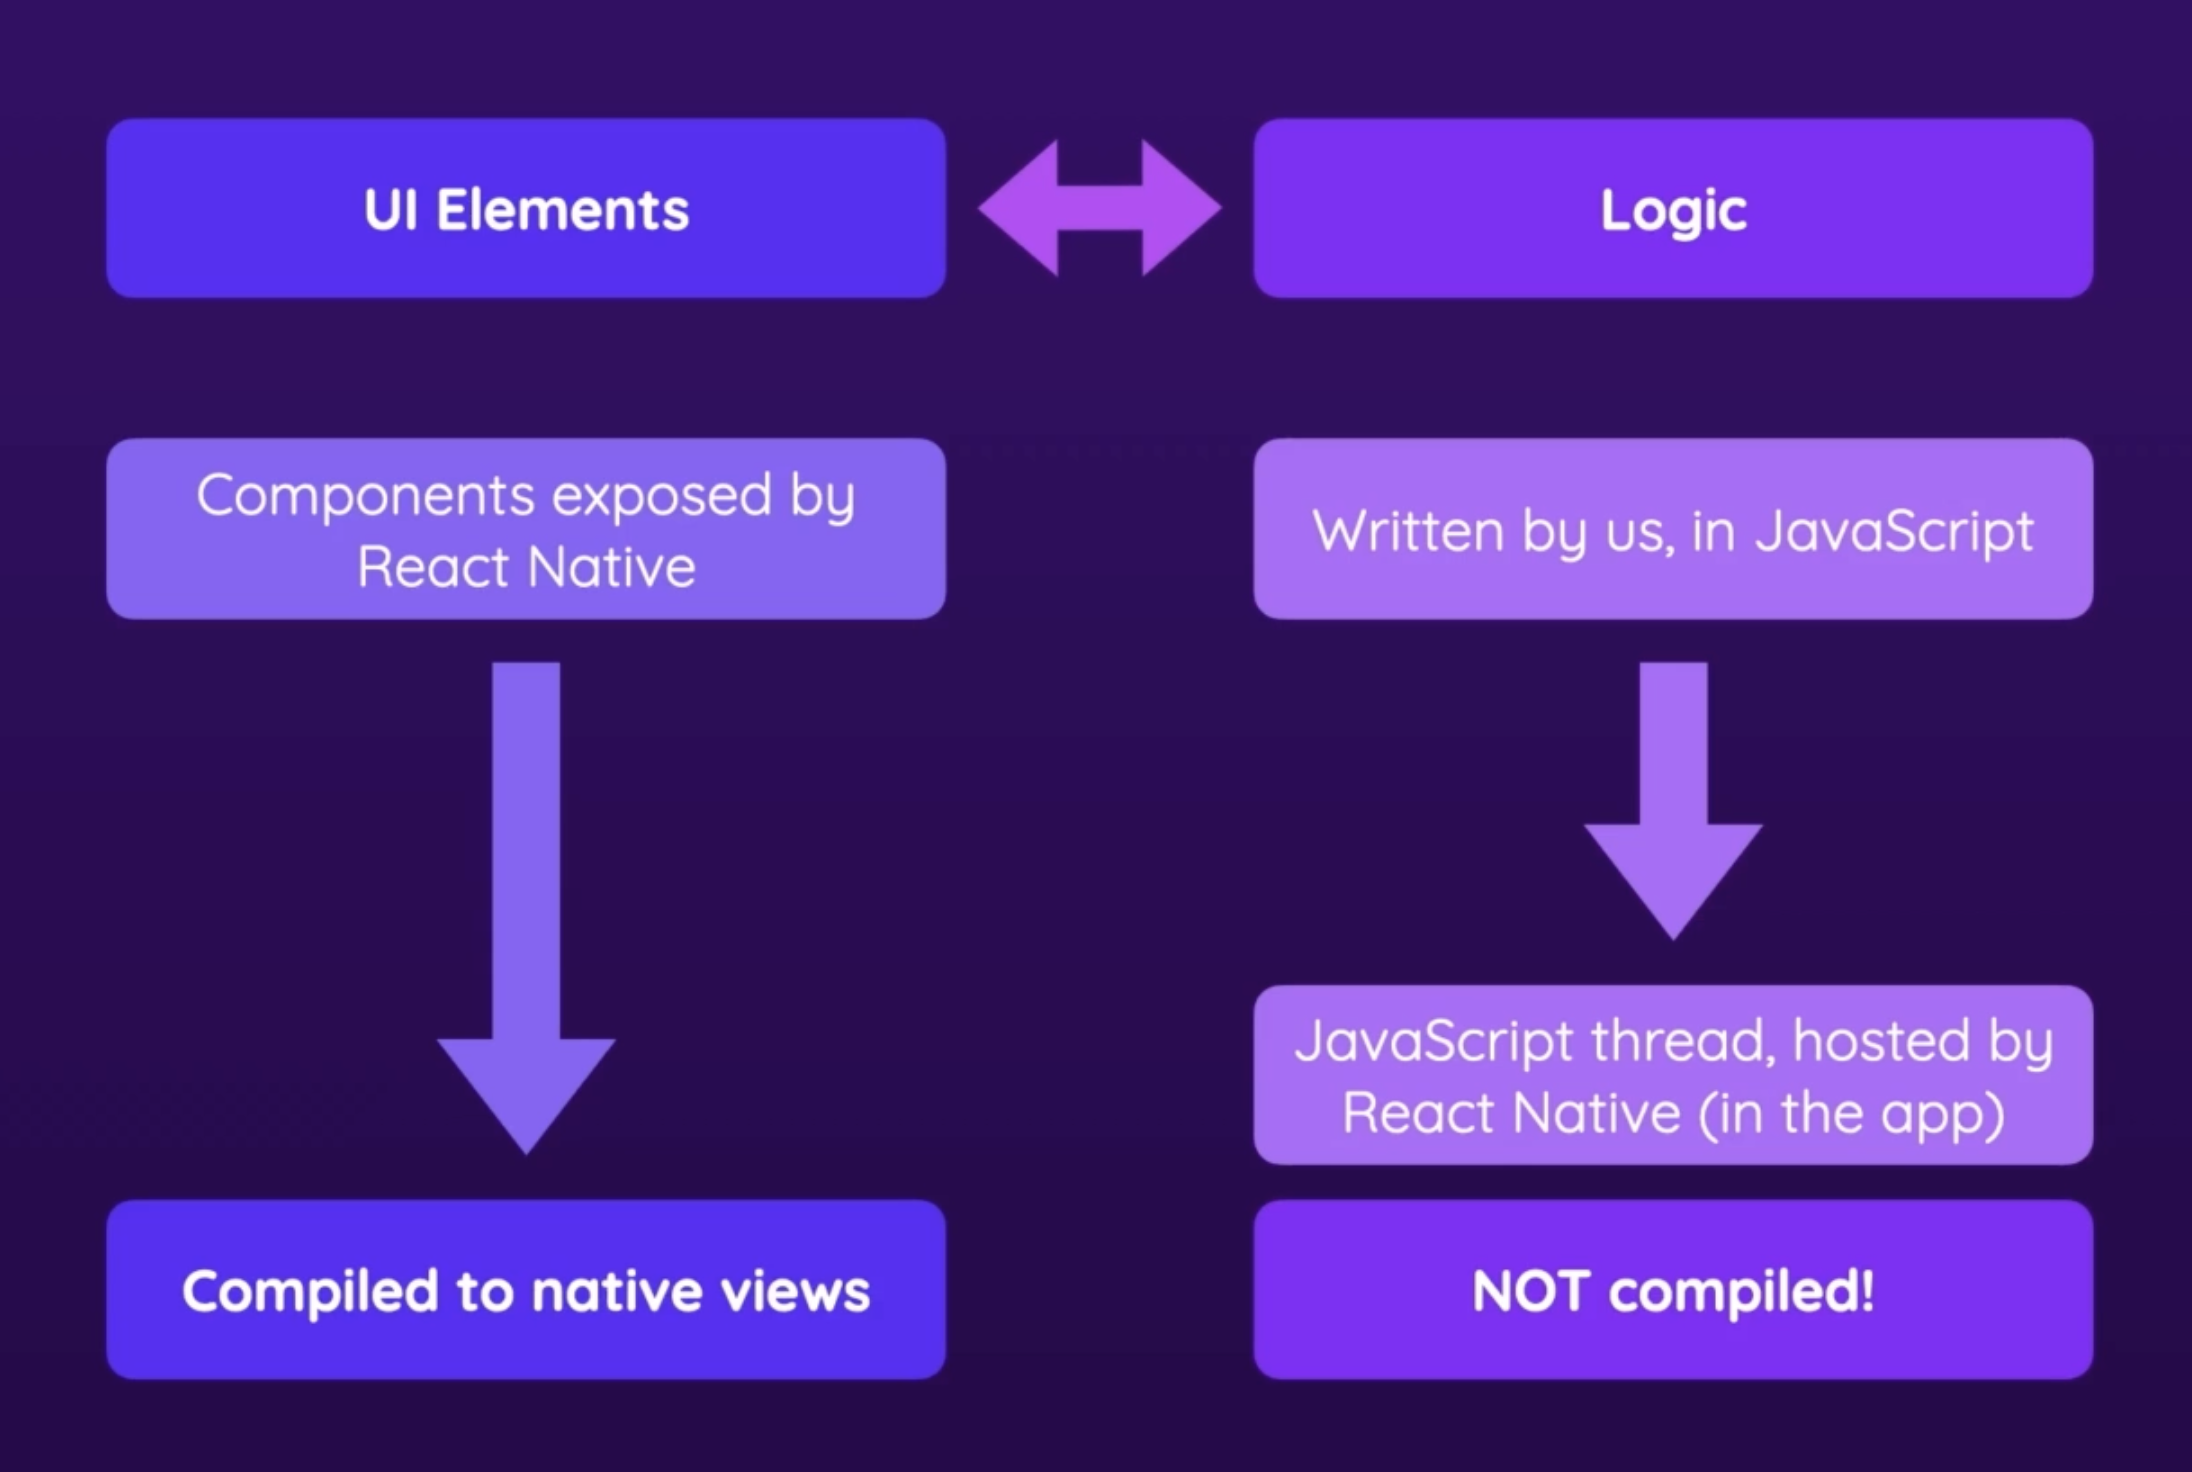 UI Elements
Logic
Components exposed by
React Native
Written by us, in JavaScript
JavaScript thread, hosted by
React Native (in the app)
Compiled to native views
NOT compiled!